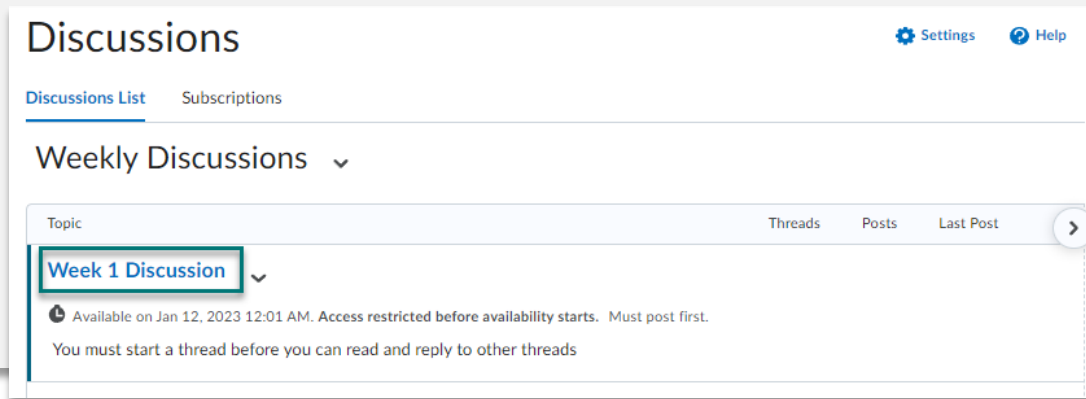 Discussions
Settings
Help
Discussions List
Subscriptions
Weekly Discussions
Topic
Threads
Posts
Last Post
Week 1 Discussion
Available on Jan 12, 2023 12:01 AM. Access restricted before availability starts. Must post first.
You must start a thread before you can read and reply to other threads